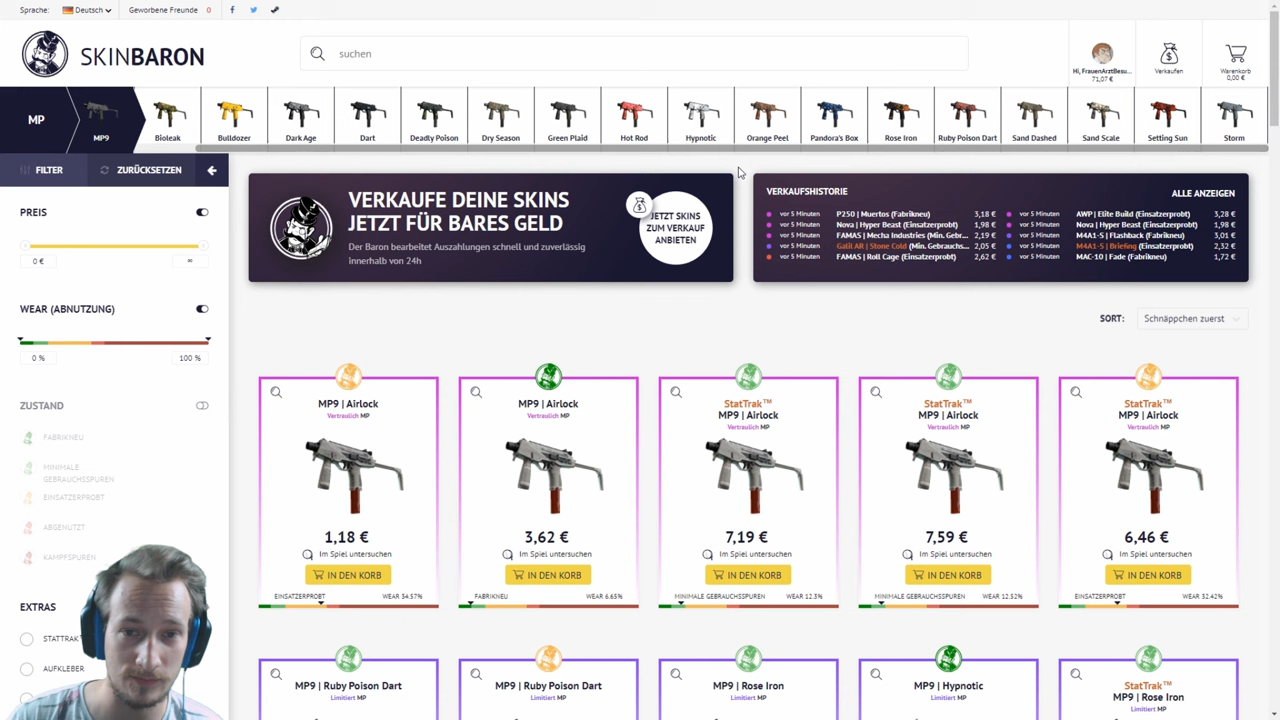 Sprache: Deutsch Geworbene Freunde 0
SKINBARON
suchen
Hi, FrauenArztBesu...
71,07 €
Verkaufen
Warenkorb
0,00 €
MP
MP9
Bioleak
Bulldozer
Dark Age
Dart
Deadly Poison
Dry Season
Green Plaid
Hot Rod
Hypnotic
Orange Peel
Pandora's Box
Rose Iron
Ruby Poison Dart
Sand Dashed
Sand Scale
Setting Sun
Storm
FILTER
ZURÜCKSETZEN
PREIS
0 €
∞
WEAR (ABNUTZUNG)
0 %
100 %
ZUSTAND
FABRIKNEU
MINIMALE
GEBRAUCHSSPUREN
EINSATZERPROBT
ABGENUTZT
KAMPFSPUREN
EXTRAS
STATTRAK
AUFKLEBER
VERKAUFE DEINE SKINS
JETZT FÜR BARES GELD
Der Baron bearbeitet Auszahlungen schnell und zuverlässig
innerhalb von 24h
JETZT SKINS
ZUM VERKAUF
ANBIETEN
VERKAUFSHISTORIE
ALLE ANZEIGEN
vor 5 Minuten P250 | Muertos (Fabrikneu) 3,18 €
vor 5 Minuten Nova | Hyper Beast (Einsatzerprobt) 1,98 €
vor 5 Minuten FAMAS | Mecha Industries (Min. Gebr... 2,19 €
vor 5 Minuten Galil AR | Stone Cold (Min. Gebrauchs... 2,05 €
vor 5 Minuten FAMAS | Roll Cage (Einsatzerprobt) 2,62 €
vor 5 Minuten AWP | Elite Build (Einsatzerprobt) 3,28 €
vor 5 Minuten Nova | Hyper Beast (Einsatzerprobt) 1,98 €
vor 5 Minuten M4A1-S | Flashback (Fabrikneu) 3,01 €
vor 5 Minuten M4A1-S | Briefing (Einsatzerprobt) 2,32 €
vor 5 Minuten MAC-10 | Fade (Fabrikneu) 1,72 €
SORT: Schnäppchen zuerst
MP9 | Airlock
Vertraulich MP
1,18 €
Im Spiel untersuchen
IN DEN KORB
EINSATZERPROBT WEAR 34.57%
MP9 | Airlock
Vertraulich MP
3,62 €
Im Spiel untersuchen
IN DEN KORB
FABRIKNEU WEAR 6.65%
StatTrak™
MP9 | Airlock
Vertraulich MP
7,19 €
Im Spiel untersuchen
IN DEN KORB
MINIMALE GEBRAUCHSSPUREN WEAR 12.3%
StatTrak™
MP9 | Airlock
Vertraulich MP
7,59 €
Im Spiel untersuchen
IN DEN KORB
MINIMALE GEBRAUCHSSPUREN WEAR 12.52%
StatTrak™
MP9 | Airlock
Vertraulich MP
6,46 €
Im Spiel untersuchen
IN DEN KORB
EINSATZERPROBT WEAR 32.42%
MP9 | Ruby Poison Dart
Limitiert MP
MP9 | Ruby Poison Dart
Limitiert MP
MP9 | Rose Iron
Limitiert MP
MP9 | Hypnotic
Limitiert MP
StatTrak™
MP9 | Rose Iron
Limitiert MP